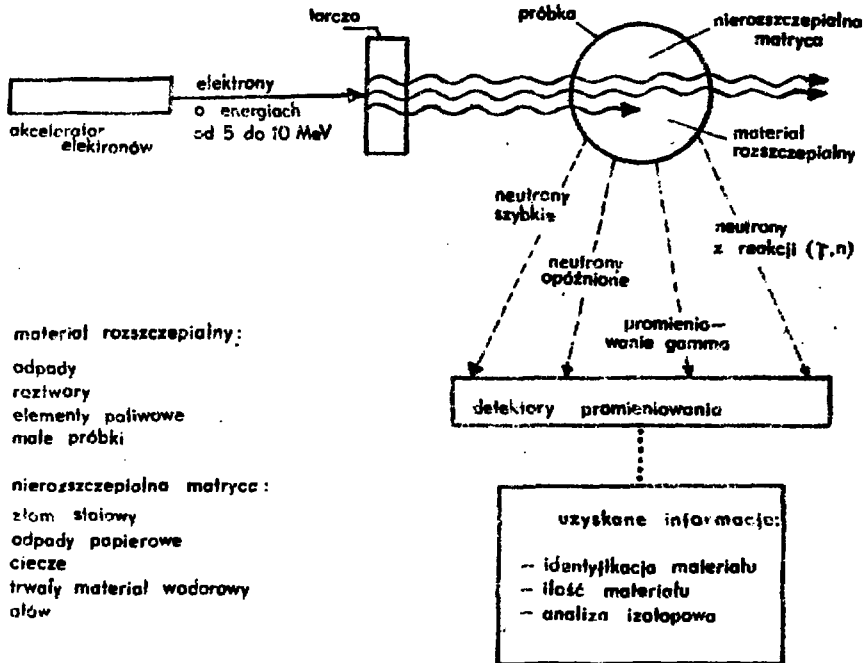 tarcza
próbka
nierozszczepialna
matryca
elektrony
o energiach
od 5 do 10 MeV
akcelerator
elektronów
materiał
rozszczepialny
neutrony
szybkie
neutrony
opóźnione
promienio-
wanie gamma
neutrony
z reakcji (γ,n)
detektory promieniowania
materiał rozszczepialny:
odpady
roztwory
elementy paliwowe
małe próbki
nierozszczepialna matryca:
złom stalowy
odpady papierowe
ciecze
trwały materiał wodorowy
ołów
uzyskane informacje:
- identyfikacja materiału
- ilość materiału
- analiza izotopowa